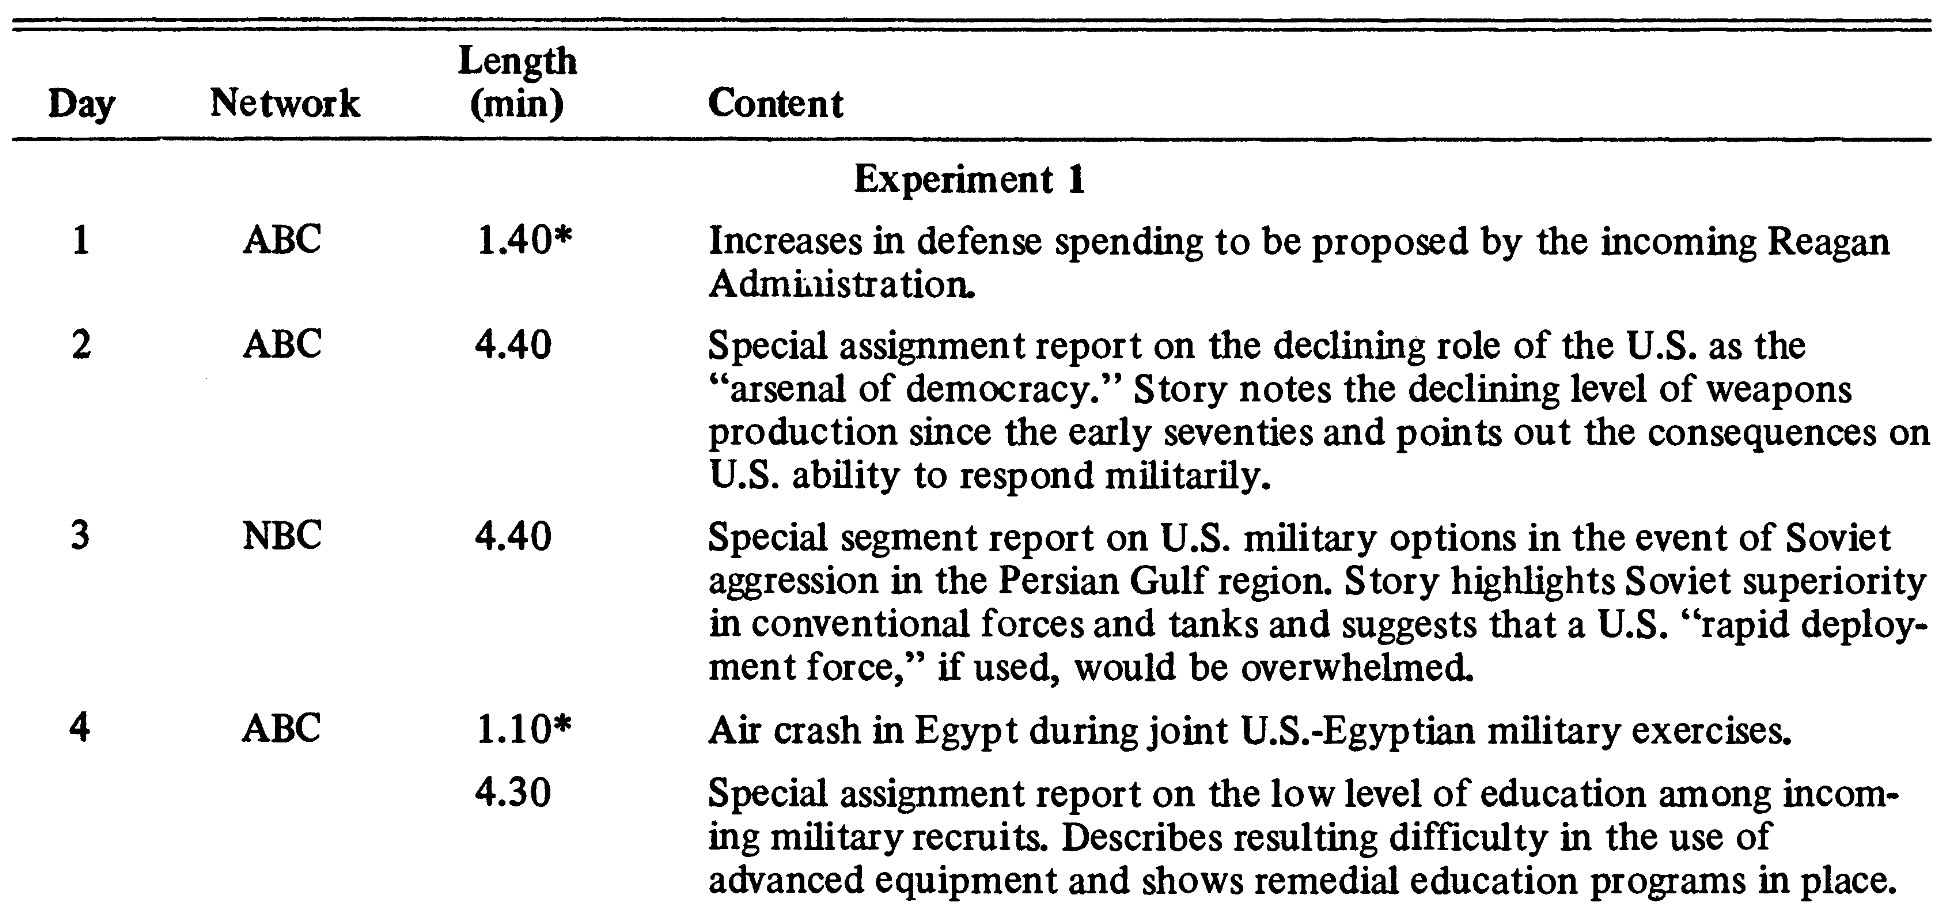 Length
Day Network (min) Content
Experiment 1
1 ABC 1.40* Increases in defense spending to be proposed by the incoming Reagan
Administration.
2 ABC 4.40 Special assignment report on the declining role of the U.S. as the
“arsenal of democracy.” Story notes the declining level of weapons
production since the early seventies and points out the consequences on
U.S. ability to respond militarily.
3 NBC 4.40 Special segment report on U.S. military options in the event of Soviet
aggression in the Persian Gulf region. Story highlights Soviet superiority
in conventional forces and tanks and suggests that a U.S. “rapid deploy-
ment force,” if used, would be overwhelmed.
4 ABC 1.10* Air crash in Egypt during joint U.S.-Egyptian military exercises.
4.30 Special assignment report on the low level of education among incom-
ing military recruits. Describes resulting difficulty in the use of
advanced equipment and shows remedial education programs in place.